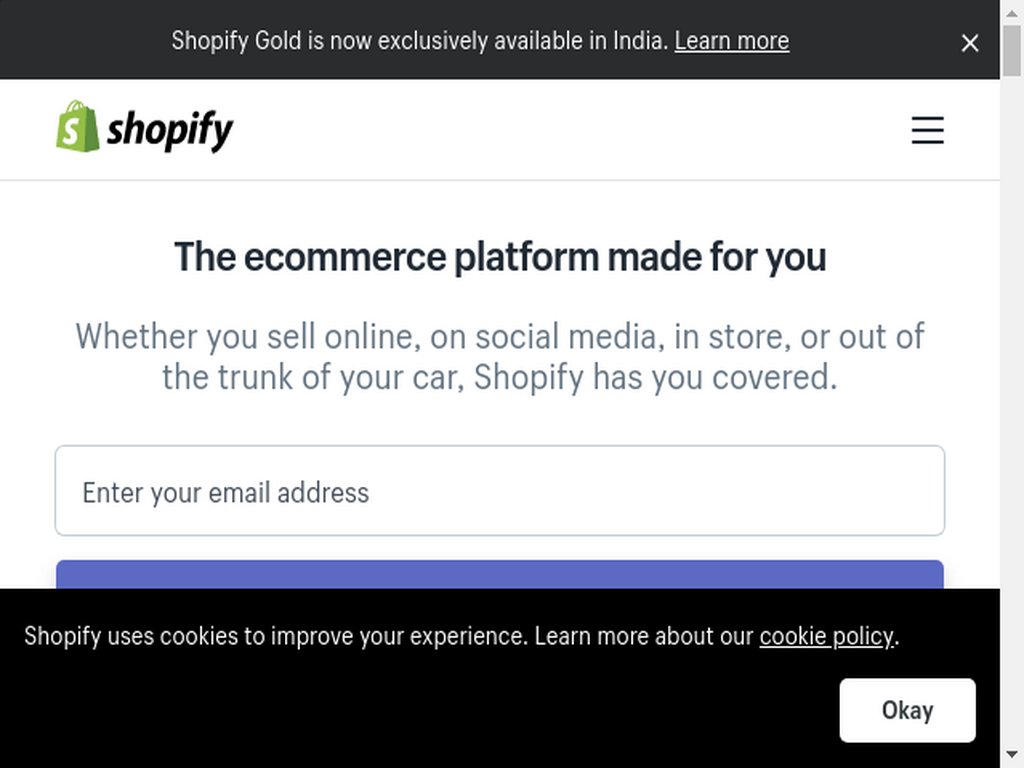 Shopify Gold is now exclusively available in India. Learn more
shopify
The ecommerce platform made for you
Whether you sell online, on social media, in store, or out of
the trunk of your car, Shopify has you covered.
Enter your email address
Shopify uses cookies to improve your experience. Learn more about our cookie policy.
Okay